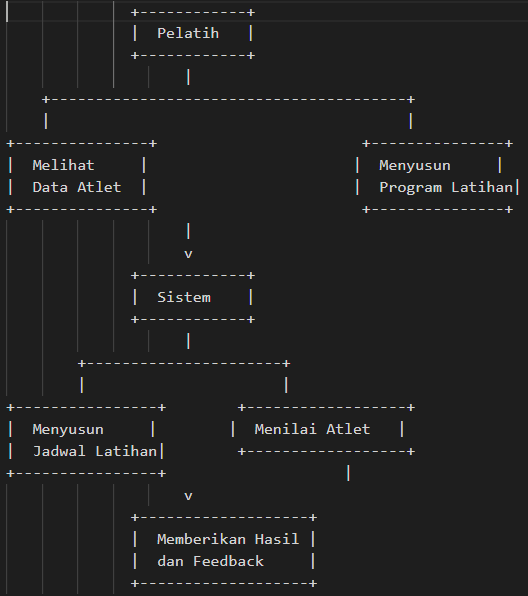 Pelatih
Melihat
Data Atlet
Menyusun
Program Latihan
v
Sistem
Menyusun
Jadwal Latihan
Menilai Atlet
v
Memberikan Hasil
dan Feedback